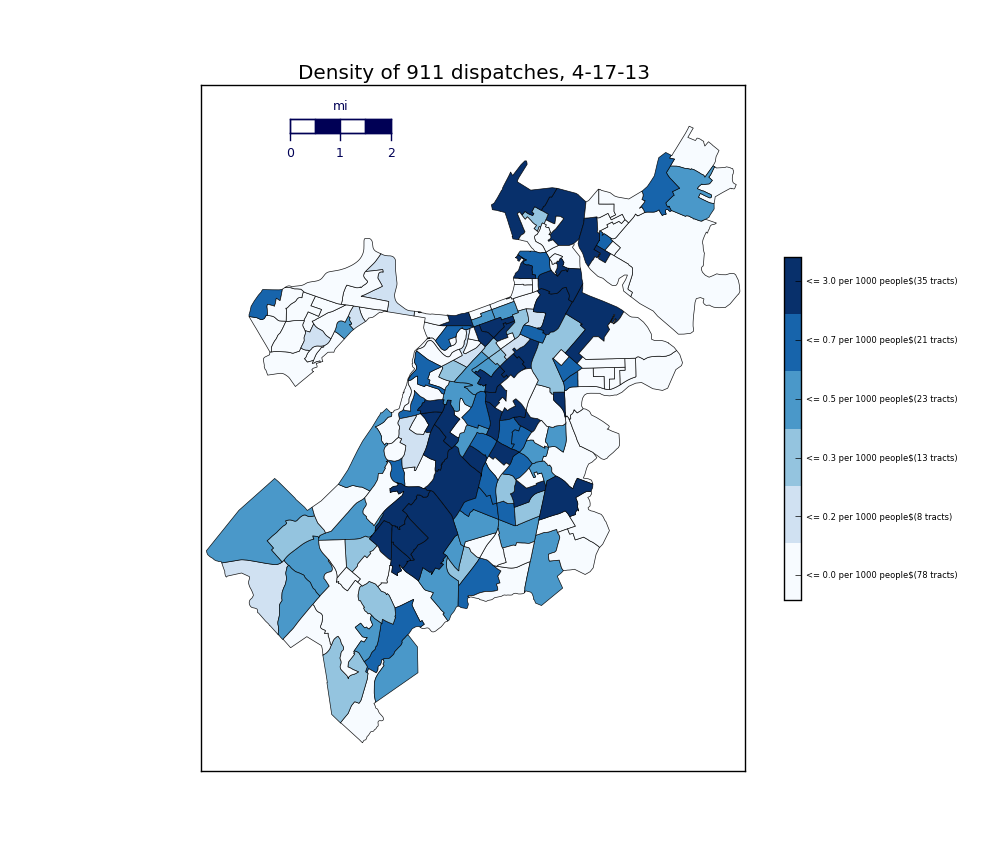 Density of 911 dispatches, 4-17-13
mi
0 1 2
<= 3.0 per 1000 people$(35 tracts)
<= 0.7 per 1000 people$(21 tracts)
<= 0.5 per 1000 people$(23 tracts)
<= 0.3 per 1000 people$(13 tracts)
<= 0.2 per 1000 people$(8 tracts)
<= 0.0 per 1000 people$(78 tracts)